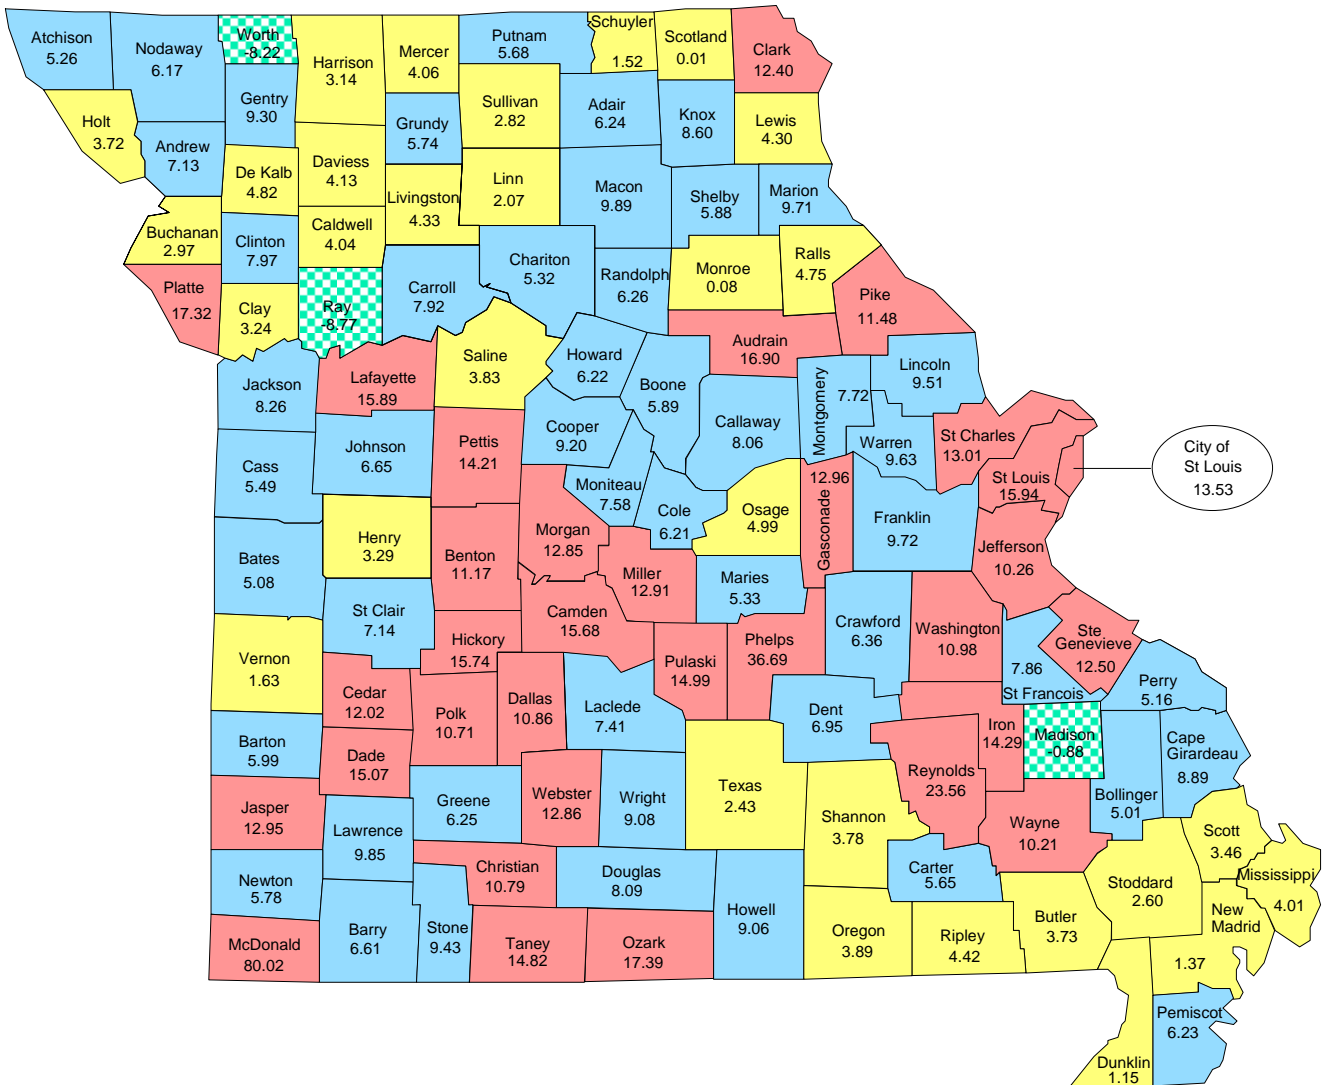 Atchison
5.26
Nodaway
6.17
Worth
-8.22
Harrison
3.14
Mercer
4.06
Putnam
5.68
Schuyler
1.52
Scotland
0.01
Clark
12.40
Holt
3.72
Andrew
7.13
Gentry
9.30
Grundy
5.74
Sullivan
2.82
Adair
6.24
Knox
8.60
Lewis
4.30
De Kalb
4.82
Daviess
4.13
Livingston
4.33
Linn
2.07
Macon
9.89
Shelby
5.88
Marion
9.71
Buchanan
2.97
Clinton
7.97
Caldwell
4.04
Carroll
7.92
Chariton
5.32
Randolph
6.26
Monroe
0.08
Ralls
4.75
Platte
17.32
Clay
3.24
Ray
-8.77
Pike
11.48
Audrain
16.90
Saline
3.83
Howard
6.22
Boone
5.89
Jackson
8.26
Lafayette
15.89
Callaway
8.06
Montgomery
7.72
Lincoln
9.51
Warren
9.63
St Charles
13.01
St Louis
15.94
City of
St Louis
13.53
Cass
5.49
Johnson
6.65
Pettis
14.21
Cooper
9.20
Moniteau
7.58
Cole
6.21
Osage
4.99
12.96
Gasconade
Franklin
9.72
Jefferson
10.26
Bates
5.08
Henry
3.29
Benton
11.17
Morgan
12.85
Miller
12.91
Maries
5.33
St Clair
7.14
Hickory
15.74
Camden
15.68
Pulaski
14.99
Phelps
36.69
Crawford
6.36
Washington
10.98
7.86
St Francois
Ste
Genevieve
12.50
Perry
5.16
Vernon
1.63
Cedar
12.02
Polk
10.71
Dallas
10.86
Laclede
7.41
Dent
6.95
Iron
14.29
Madison
-0.88
Cape
Girardeau
8.89
Bollinger
5.01
Barton
5.99
Dade
15.07
Greene
6.25
Webster
12.86
Wright
9.08
Texas
2.43
Shannon
3.78
Reynolds
23.56
Wayne
10.21
Jasper
12.95
Lawrence
9.85
Christian
10.79
Douglas
8.09
Howell
9.06
Carter
5.65
Scott
3.46
Stoddard
2.60
Mississippi
4.01
Newton
5.78
Barry
6.61
Stone
9.43
Taney
14.82
Ozark
17.39
Oregon
3.89
Ripley
4.42
Butler
3.73
New
Madrid
1.37
McDonald
80.02
Pemiscot
6.23
Dunklin
1.15